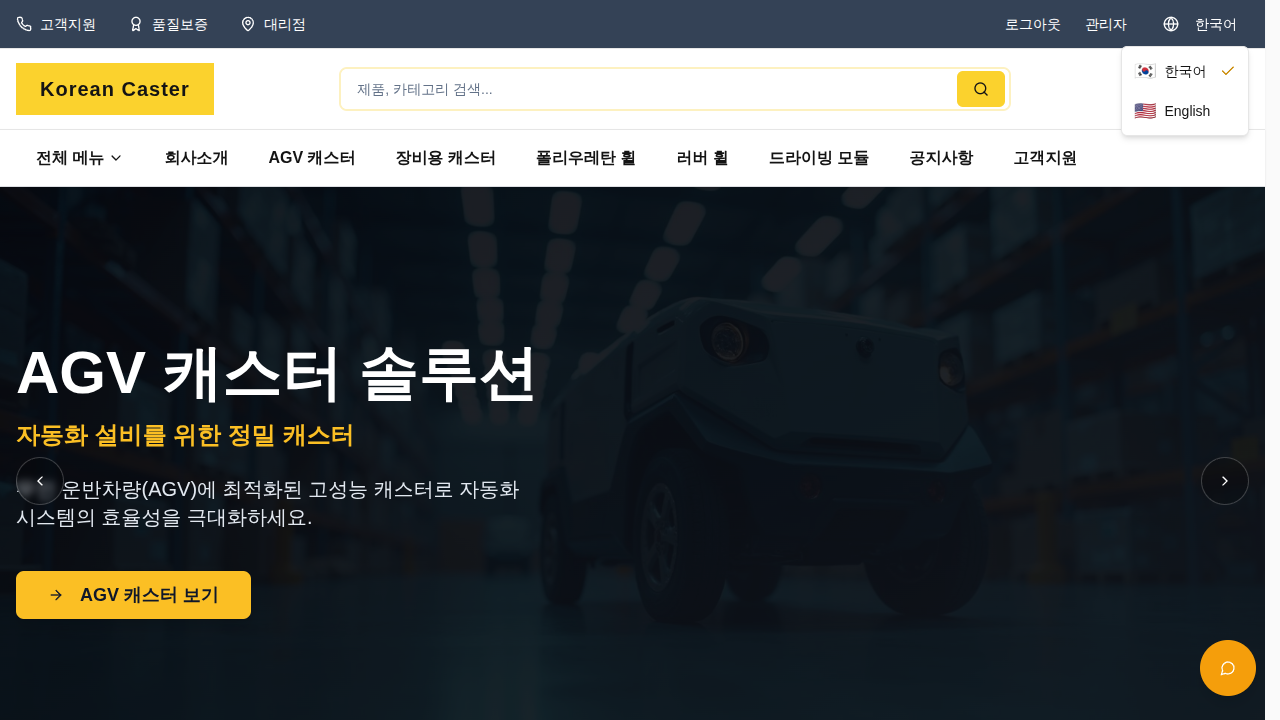 고객지원
품질보증
대리점
로그아웃
관리자
한국어
🇰🇷 한국어
🇺🇸 English
Korean Caster
제품, 카테고리 검색...
전체 메뉴
회사소개
AGV 캐스터
장비용 캐스터
폴리우레탄 휠
러버 휠
드라이빙 모듈
공지사항
고객지원
AGV 캐스터 솔루션
자동화 설비를 위한 정밀 캐스터
운반차량(AGV)에 최적화된 고성능 캐스터로 자동화
시스템의 효율성을 극대화하세요.
AGV 캐스터 보기